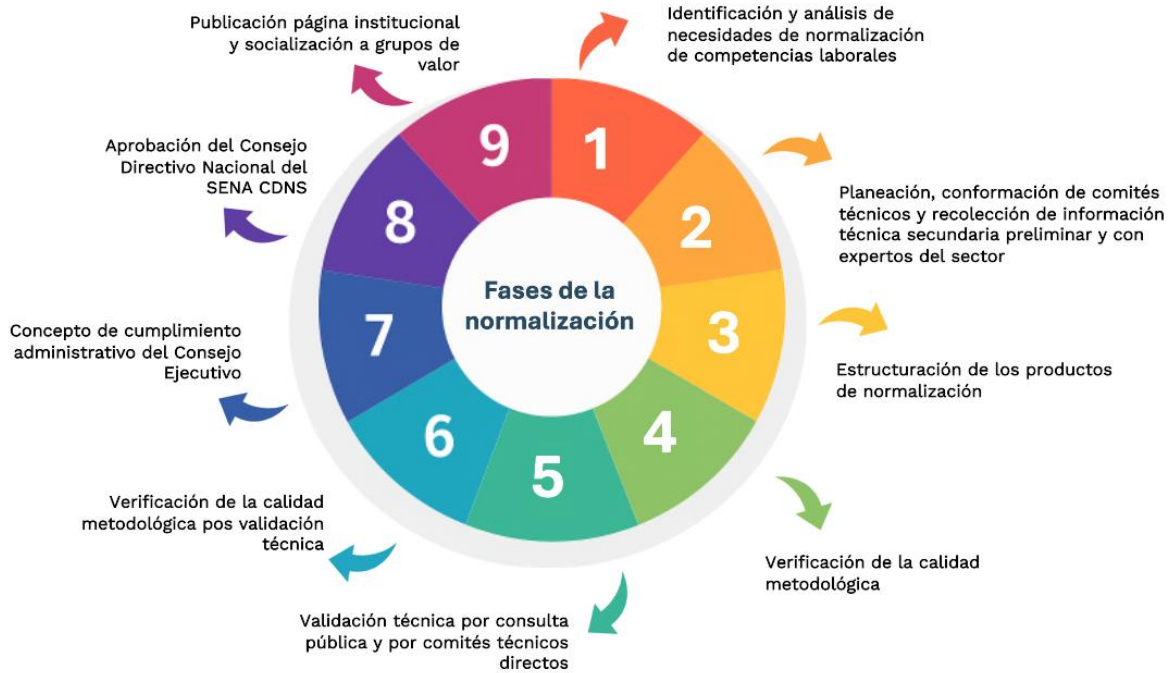 Fases de la
normalización
1
Identificación y análisis de
necesidades de normalización
de competencias laborales
2
Planeación, conformación de comités
técnicos y recolección de información
técnica secundaria preliminar y con
expertos del sector
3
Estructuración de los productos
de normalización
4
Verificación de la calidad
metodológica
5
Validación técnica por consulta
pública y por comités técnicos
directos
6
Verificación de la calidad
metodológica pos validación
técnica
7
Concepto de cumplimiento
administrativo del Consejo
Ejecutivo
8
Aprobación del Consejo
Directivo Nacional del
SENA CDNS
9
Publicación página institucional
y socialización a grupos de
valor